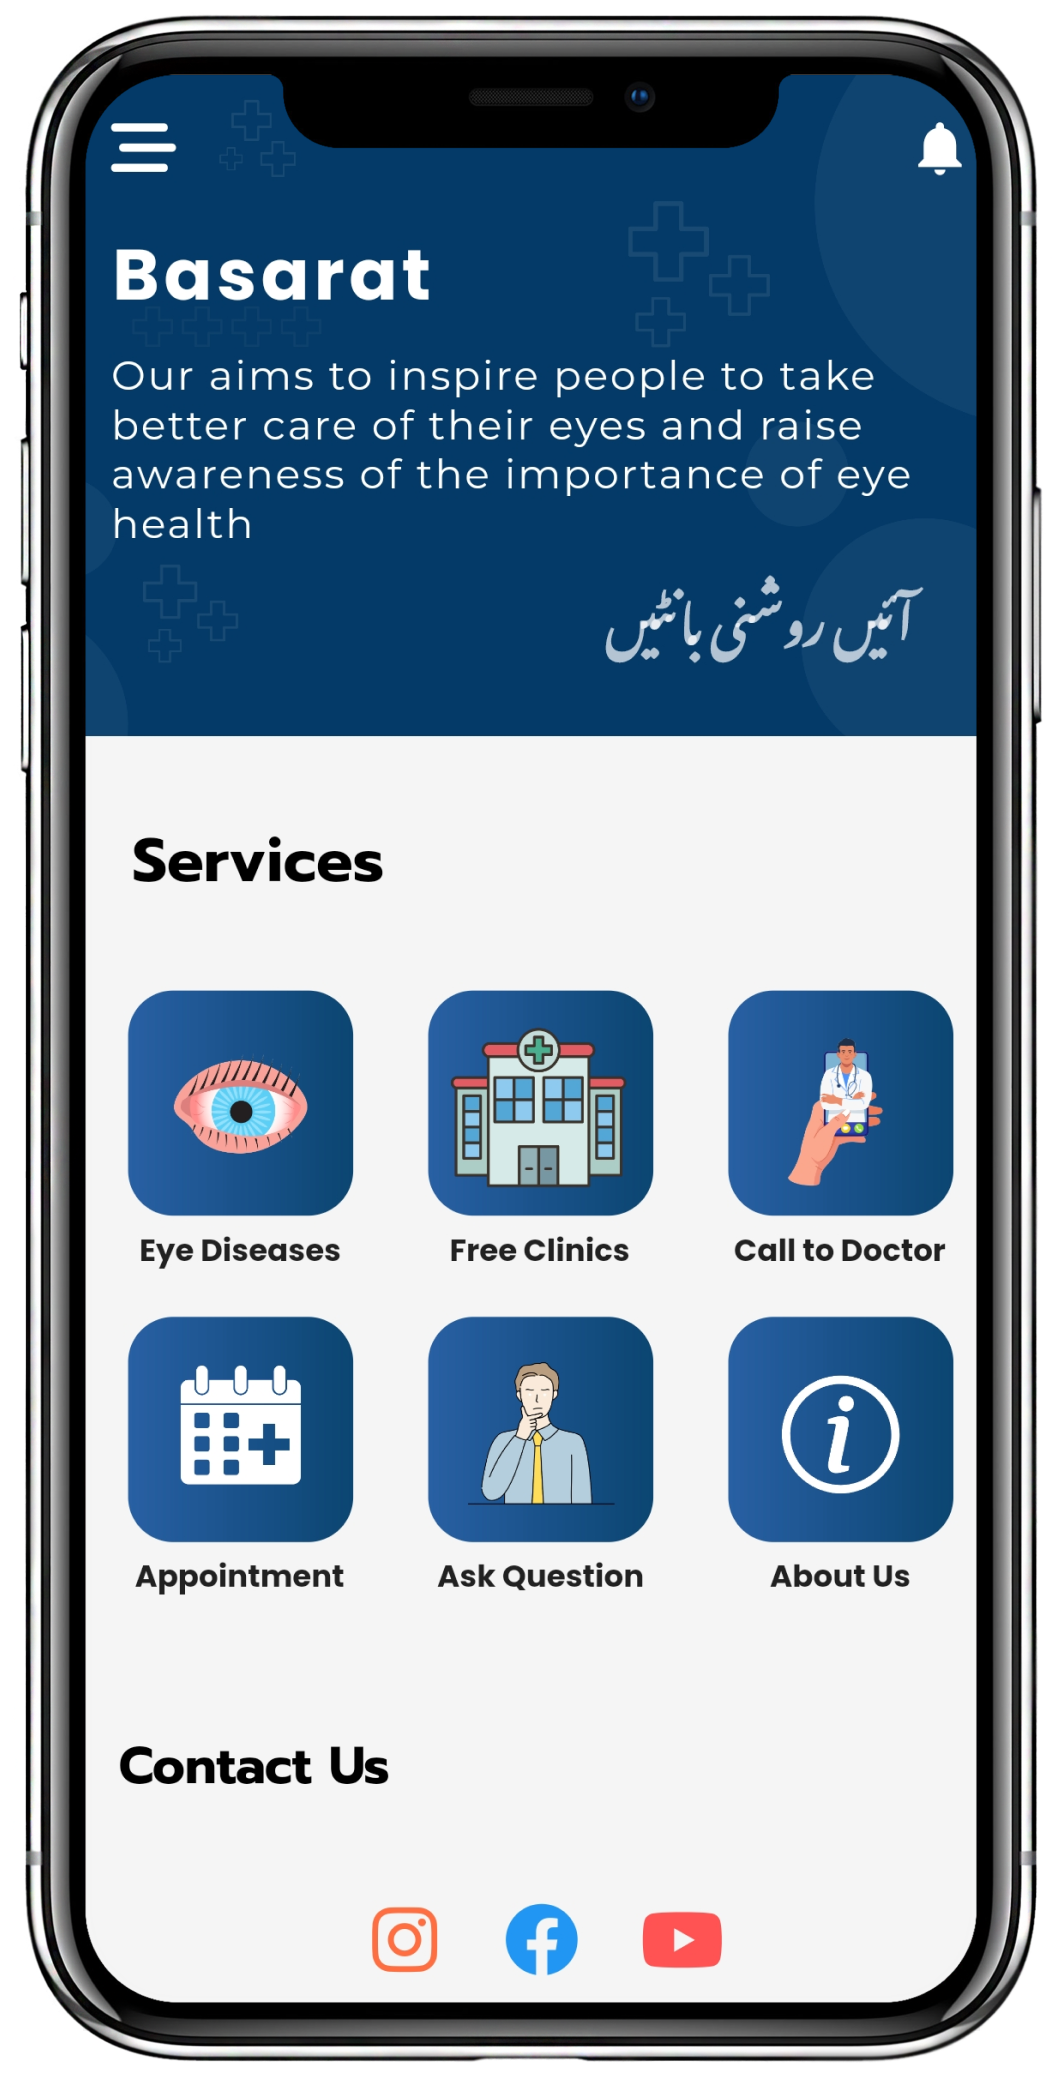 Basarat
Our aims to inspire people to take
better care of their eyes and raise
awareness of the importance of eye
health
آئیں روشنی بانٹیں
Services
Eye Diseases
Free Clinics
Call to Doctor
Appointment
Ask Question
About Us
Contact Us